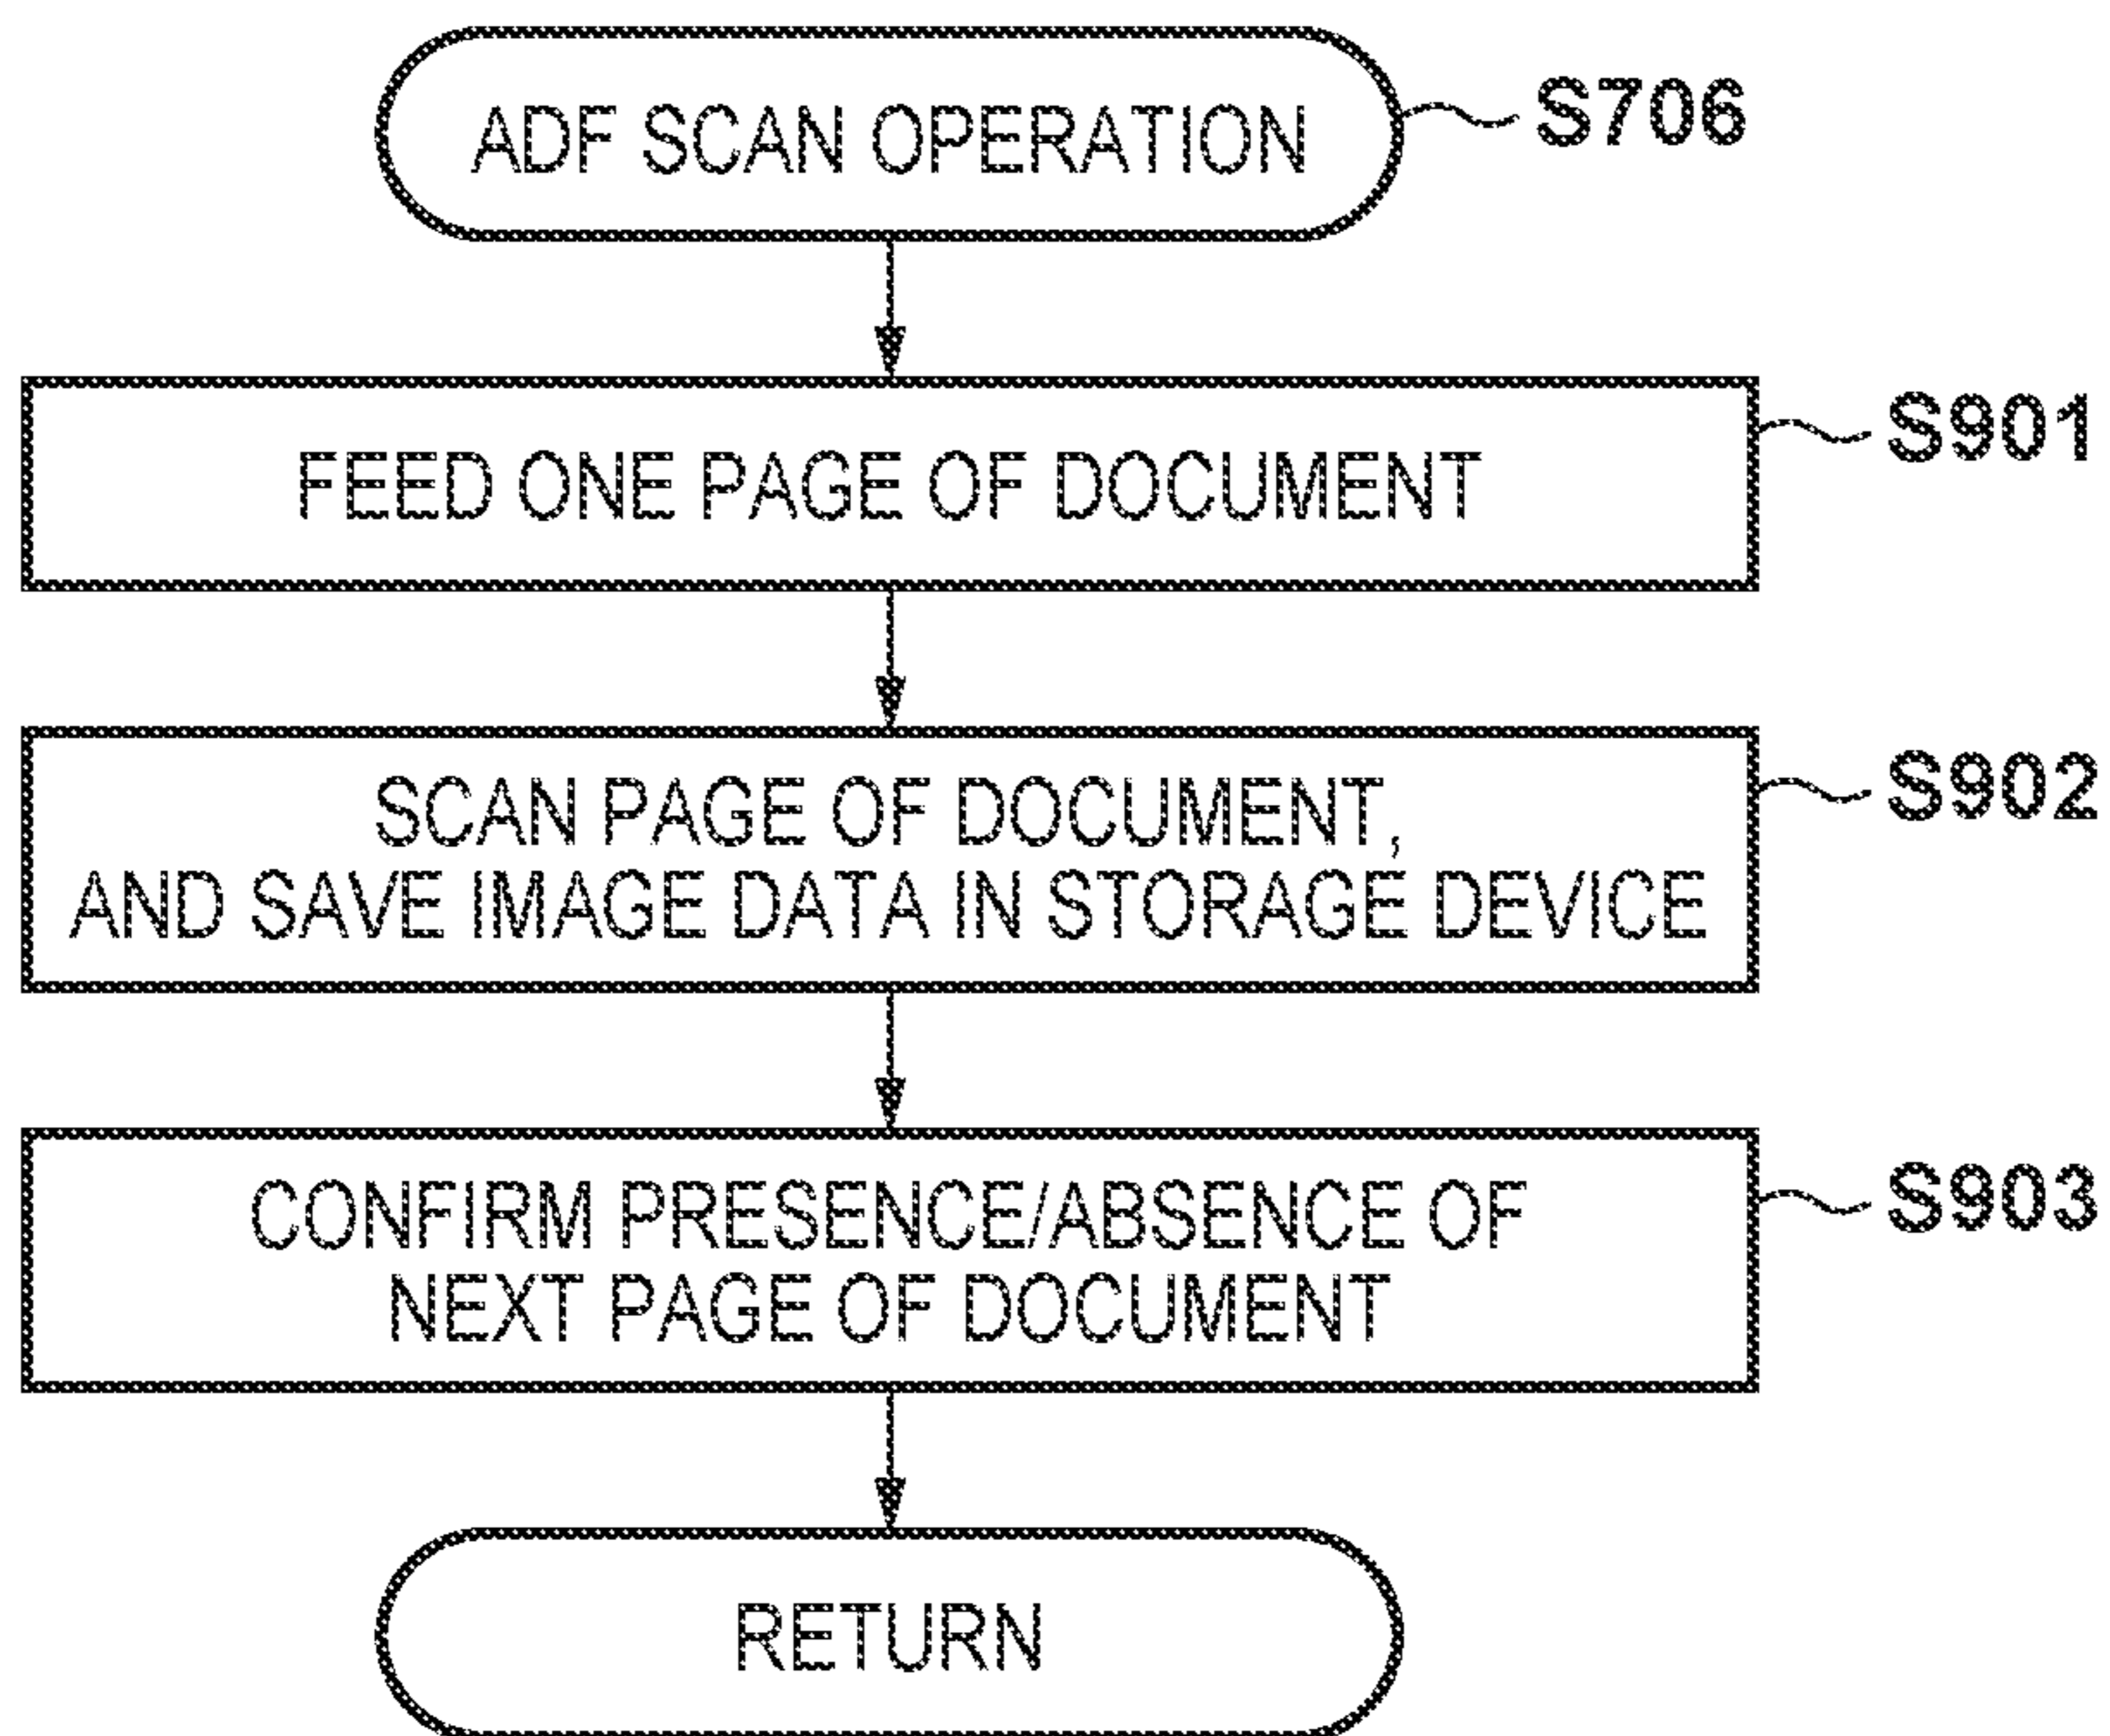 ADF SCAN OPERATION
S706
FEED ONE PAGE OF DOCUMENT
S901
SCAN PAGE OF DOCUMENT,
AND SAVE IMAGE DATA IN STORAGE DEVICE
S902
CONFIRM PRESENCE/ABSENCE OF
NEXT PAGE OF DOCUMENT
S903
RETURN